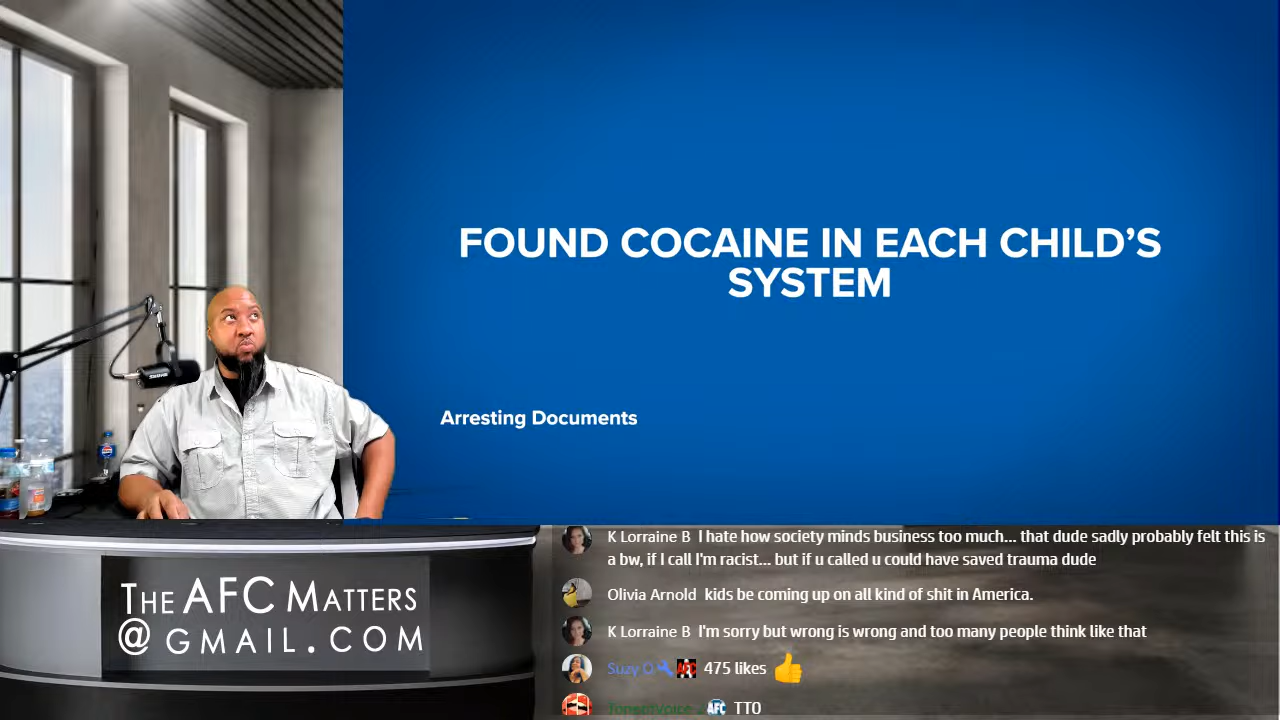 FOUND COCAINE IN EACH CHILD'S
SYSTEM
Arresting Documents
THE AFC MATTERS
@GMAIL.COM
K Lorraine B I hate how society minds business too much... that dude sadly probably felt this is
a bw, if I call I'm racist... but if u called u could have saved trauma dude
Olivia Arnold kids be coming up on all kind of shit in America.
K Lorraine B I'm sorry but wrong is wrong and too many people think like that
Suzy O AFC 475 likes
AFC TTO